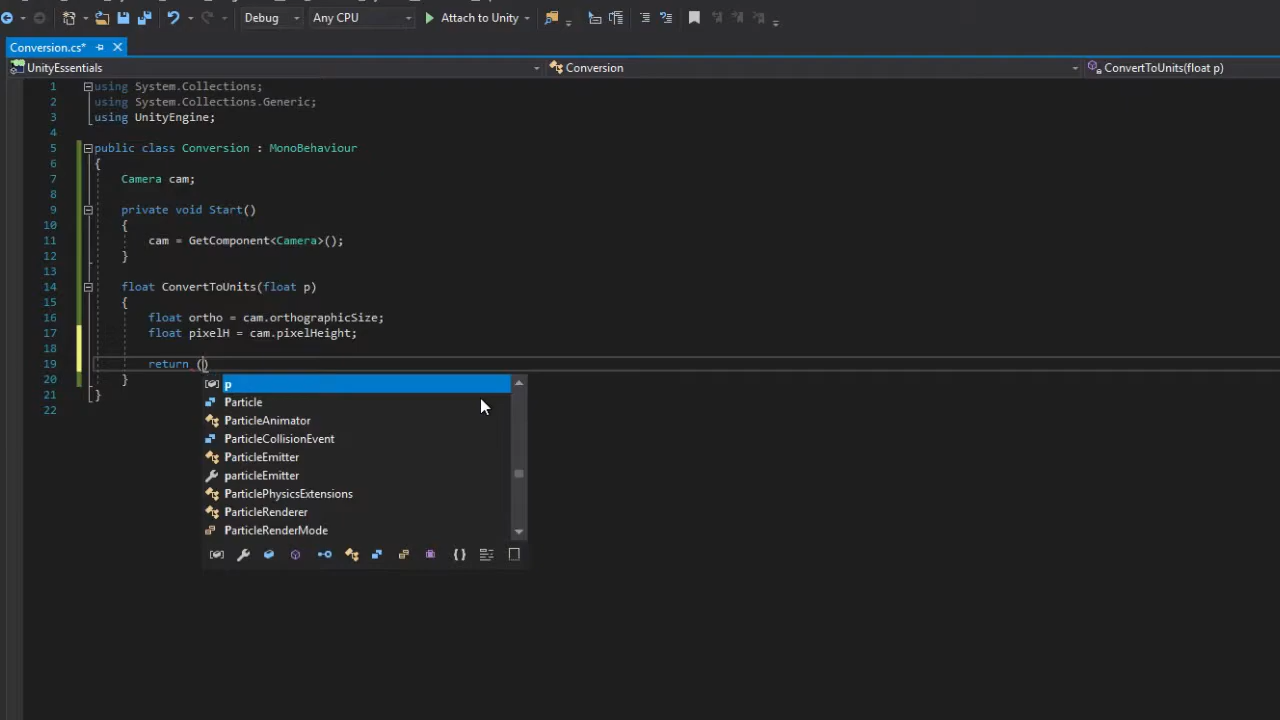 Debug Any CPU Attach to Unity
Conversion.cs*
UnityEssentials Conversion ConvertToUnits(float p)
1 using System.Collections;
2 using System.Collections.Generic;
3 using UnityEngine;
4
5 public class Conversion : MonoBehaviour
6 {
7 Camera cam;
8
9 private void Start()
10 {
11 cam = GetComponent<Camera>();
12 }
13
14 float ConvertToUnits(float p)
15 {
16 float ortho = cam.orthographicSize;
17 float pixelH = cam.pixelHeight;
18
19 return ()
20 }
21 }
22
p
Particle
ParticleAnimator
ParticleCollisionEvent
ParticleEmitter
particleEmitter
ParticlePhysicsExtensions
ParticleRenderer
ParticleRenderMode